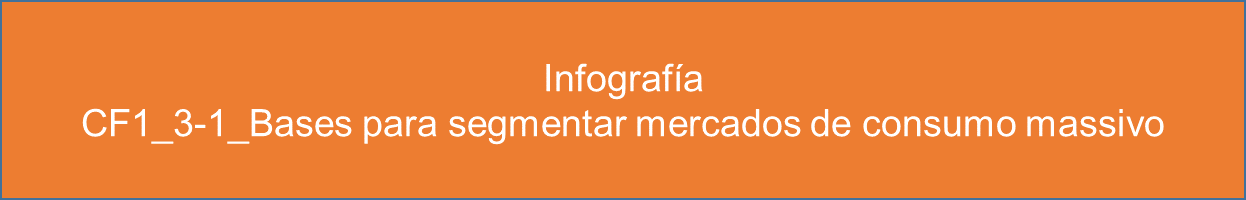 Infografía
CF1_3-1_Bases para segmentar mercados de consumo massivo